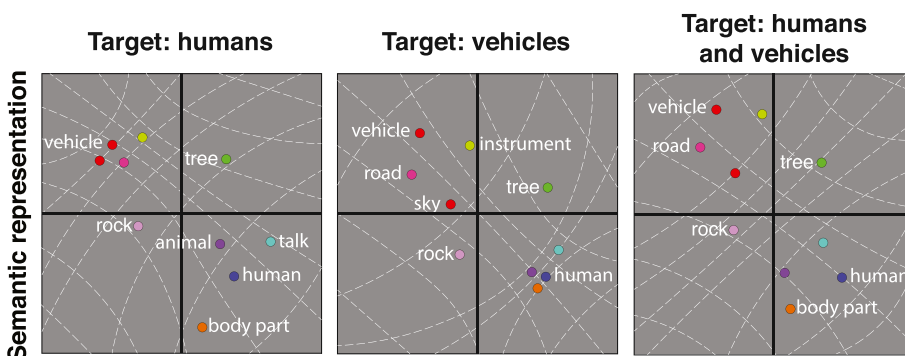 Target: humans
Target: vehicles
Target: humans
and vehicles
Semantic representation
vehicle
tree
rock
animal
talk
human
body part
vehicle
instrument
road
tree
sky
rock
human
vehicle
road
tree
rock
human
body part